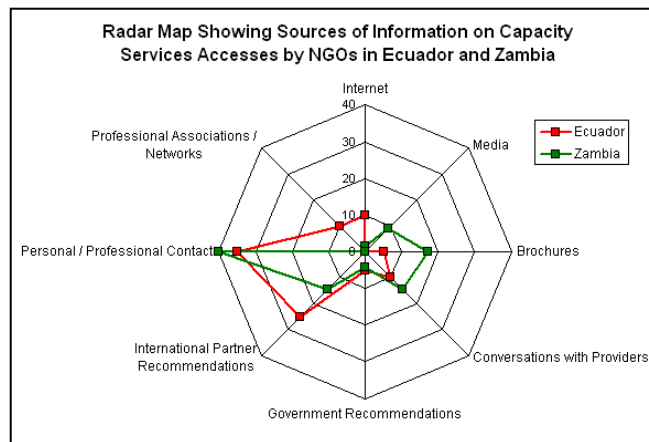 Radar Map Showing Sources of Information on Capacity
Services Accesses by NGOs in Ecuador and Zambia
Internet
40
30
20
10
0
Media
Brochures
Conversations with Providers
Government Recommendations
International Partner
Recommendations
Personal / Professional Contact
Professional Associations /
Networks
Ecuador
Zambia